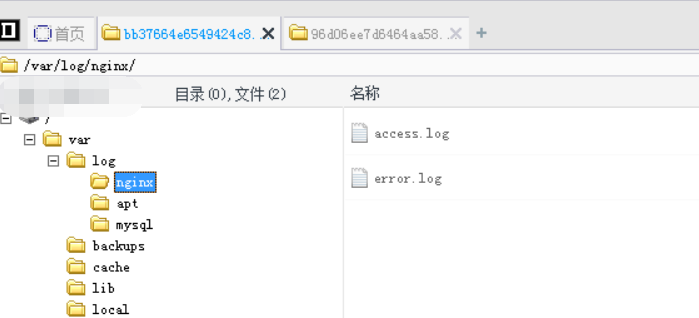 首页 bb37664e6549424c8. 96d06ee7d6464aa58.
/var/log/nginx/
目录(0),文件(2) 名称
/
var
log
nginx
apt
mysql
backups
cache
lib
local
access.log
error.log